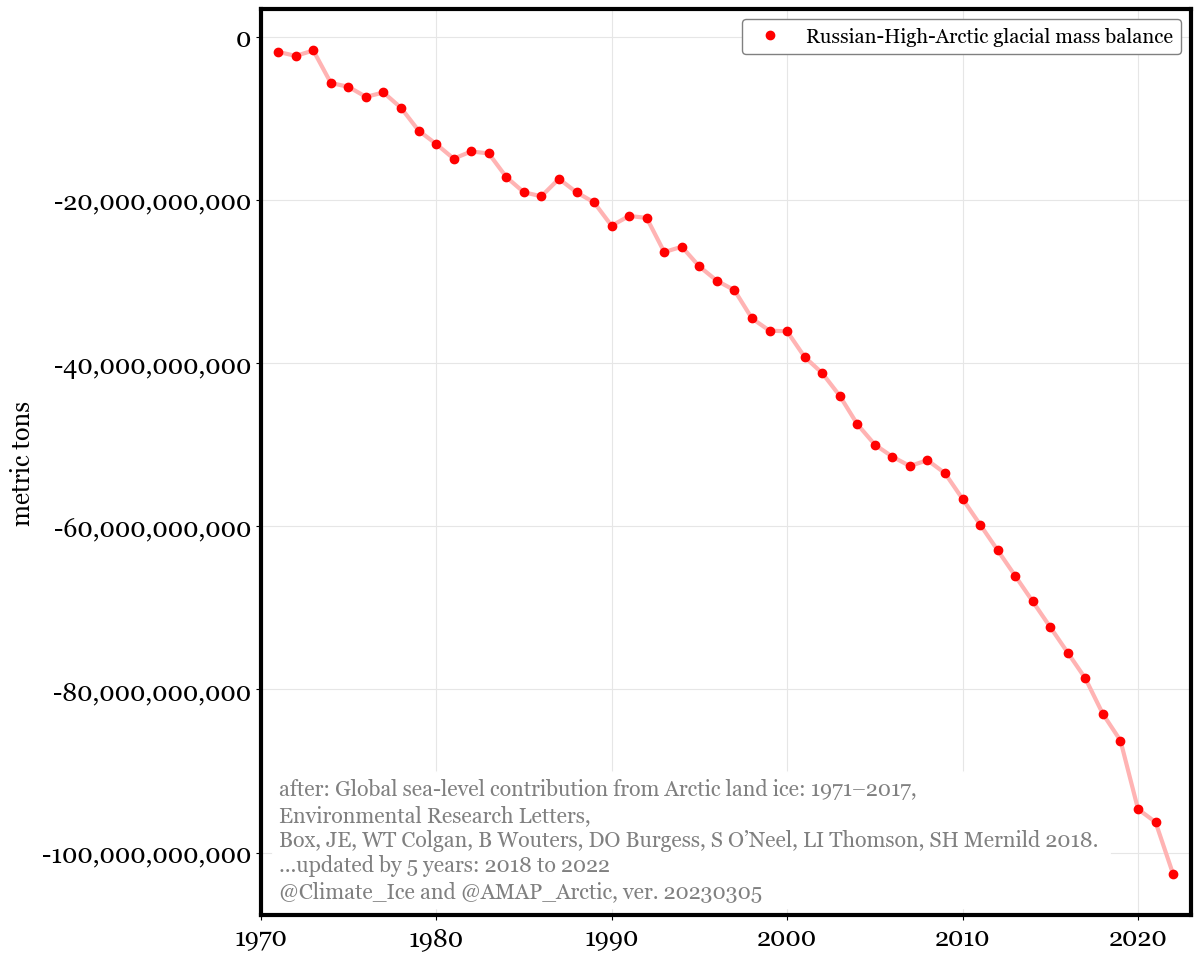 Russian-High-Arctic glacial mass balance
0
-20,000,000,000
-40,000,000,000
-60,000,000,000
-80,000,000,000
-100,000,000,000
metric tons
after: Global sea-level contribution from Arctic land ice: 1971–2017,
Environmental Research Letters,
Box, JE, WT Colgan, B Wouters, DO Burgess, S O’Neel, LI Thomson, SH Mernild 2018.
...updated by 5 years: 2018 to 2022
@Climate_Ice and @AMAP_Arctic, ver. 20230305
1970 1980 1990 2000 2010 2020